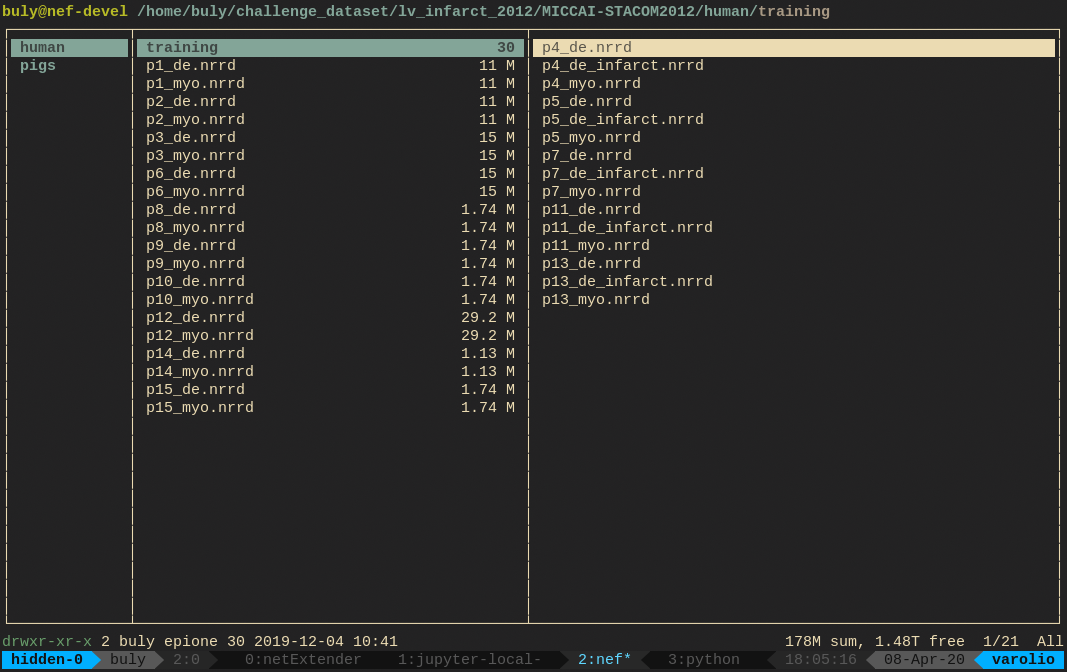 buly@nef-devel /home/buly/challenge_dataset/lv_infarct_2012/MICCAI-STACOM2012/human/training
human training 30 p4_de.nrrd
pigs p1_de.nrrd 11 M p4_de_infarct.nrrd
p1_myo.nrrd 11 M p4_myo.nrrd
p2_de.nrrd 11 M p5_de.nrrd
p2_myo.nrrd 11 M p5_de_infarct.nrrd
p3_de.nrrd 15 M p5_myo.nrrd
p3_myo.nrrd 15 M p7_de.nrrd
p6_de.nrrd 15 M p7_de_infarct.nrrd
p6_myo.nrrd 15 M p7_myo.nrrd
p8_de.nrrd 1.74 M p11_de.nrrd
p8_myo.nrrd 1.74 M p11_de_infarct.nrrd
p9_de.nrrd 1.74 M p11_myo.nrrd
p9_myo.nrrd 1.74 M p13_de.nrrd
p10_de.nrrd 1.74 M p13_de_infarct.nrrd
p10_myo.nrrd 1.74 M p13_myo.nrrd
p12_de.nrrd 29.2 M
p12_myo.nrrd 29.2 M
p14_de.nrrd 1.13 M
p14_myo.nrrd 1.13 M
p15_de.nrrd 1.74 M
p15_myo.nrrd 1.74 M
drwxr-xr-x 2 buly epione 30 2019-12-04 10:41 178M sum, 1.48T free 1/21 All
hidden-0 buly 2:0 0:netExtender 1:jupyter-local- 2:nef* 3:python 18:05:16 08-Apr-20 varolio